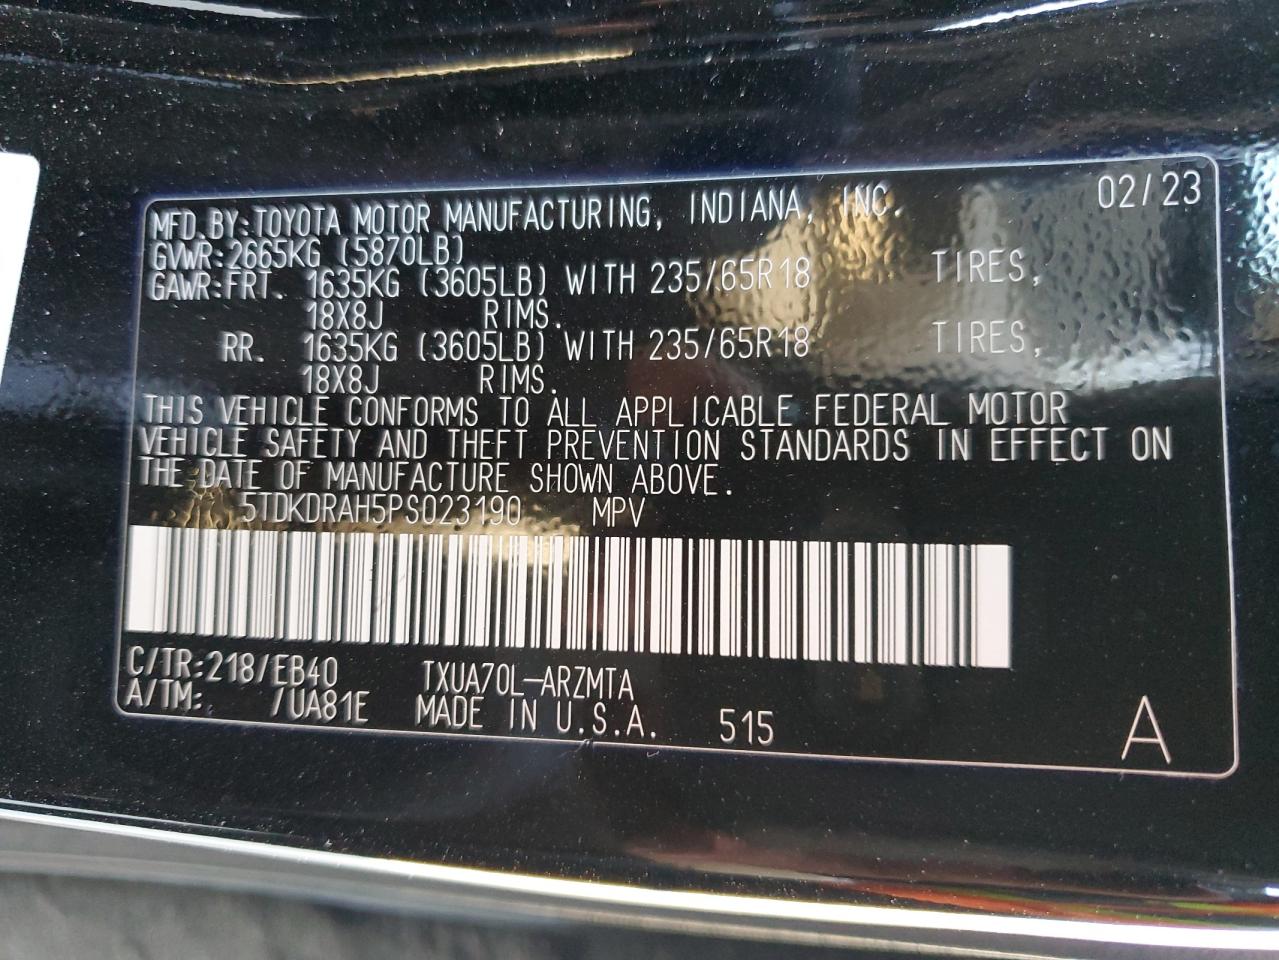 MFD.BY:TOYOTA MOTOR MANUFACTURING, INDIANA, INC. 02/23
GVWR:2665KG (5870LB)
GAWR:FRT. 1635KG (3605LB) WITH 235/65R18 TIRES,
18X8J RIMS.
RR. 1635KG (3605LB) WITH 235/65R18 TIRES,
18X8J RIMS.
THIS VEHICLE CONFORMS TO ALL APPLICABLE FEDERAL MOTOR
VEHICLE SAFETY AND THEFT PREVENTION STANDARDS IN EFFECT ON
THE DATE OF MANUFACTURE SHOWN ABOVE.
5TDKDRAH5PS023190 MPV
C/TR:218/EB40 TXUA70L-ARZMTA
A/TM: /UA81E MADE IN U.S.A. 515 A